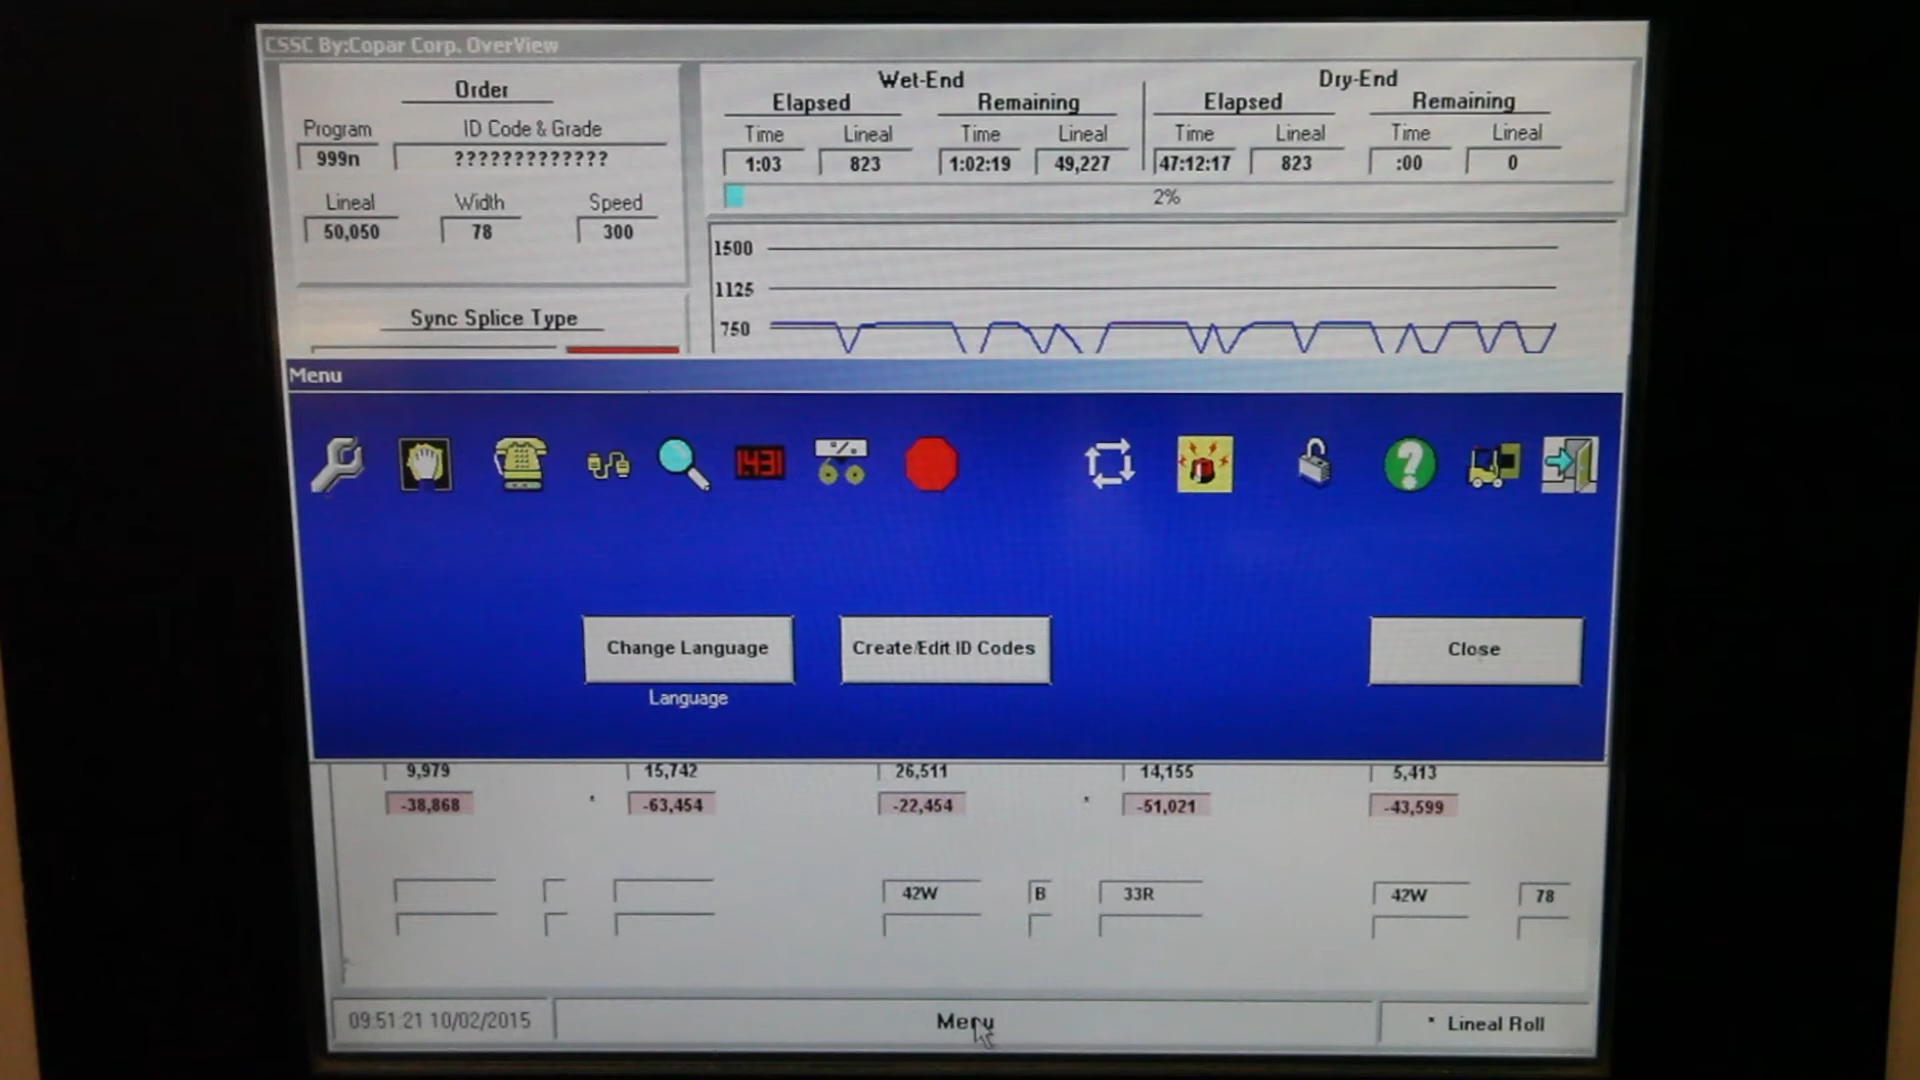 CSSC By:Copar Corp. OverView
Order
Program ID Code & Grade
999n ?????????????
Lineal Width Speed
50,050 78 300
Sync Splice Type
Wet-End Dry-End
Elapsed Remaining Elapsed Remaining
Time Lineal Time Lineal Time Lineal Time Lineal
1:03 823 1:02:19 49,227 47:12:17 823 :00 0
2%
1500
1125
750
Menu
1431
%
?
Change Language Create/Edit ID Codes Close
Language
9,979 15,742 26,511 14,155 5,413
-38,868 * -63,454 -22,454 * -51,021 -43,599
42W B 33R 42W 78
09:51:21 10/02/2015 Menu * Lineal Roll